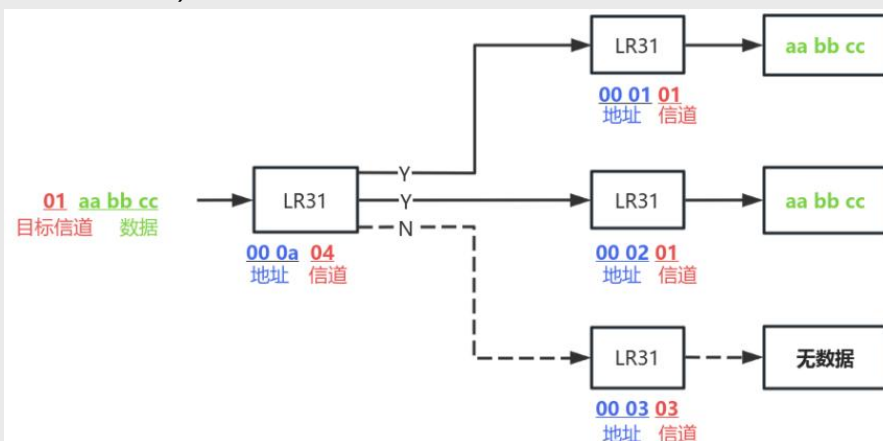 LR31
aa bb cc
00 01 01
地址 信道
01 aa bb cc
目标信道 数据
LR31
00 0a 04
地址 信道
Y
Y
N
LR31
aa bb cc
00 02 01
地址 信道
LR31
无数据
00 03 03
地址 信道